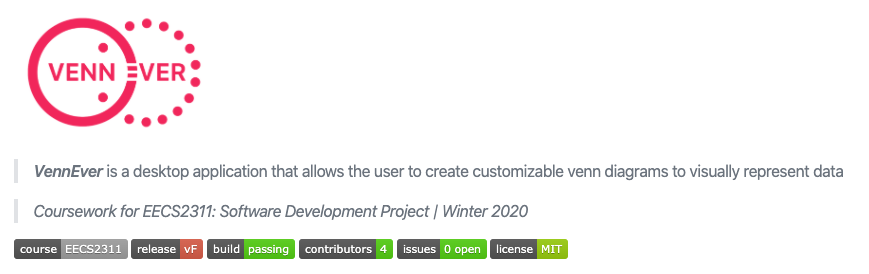 VENN EVER
VennEver is a desktop application that allows the user to create customizable venn diagrams to visually represent data
Coursework for EECS2311: Software Development Project | Winter 2020
course EECS2311 release vF build passing contributors 4 issues 0 open license MIT